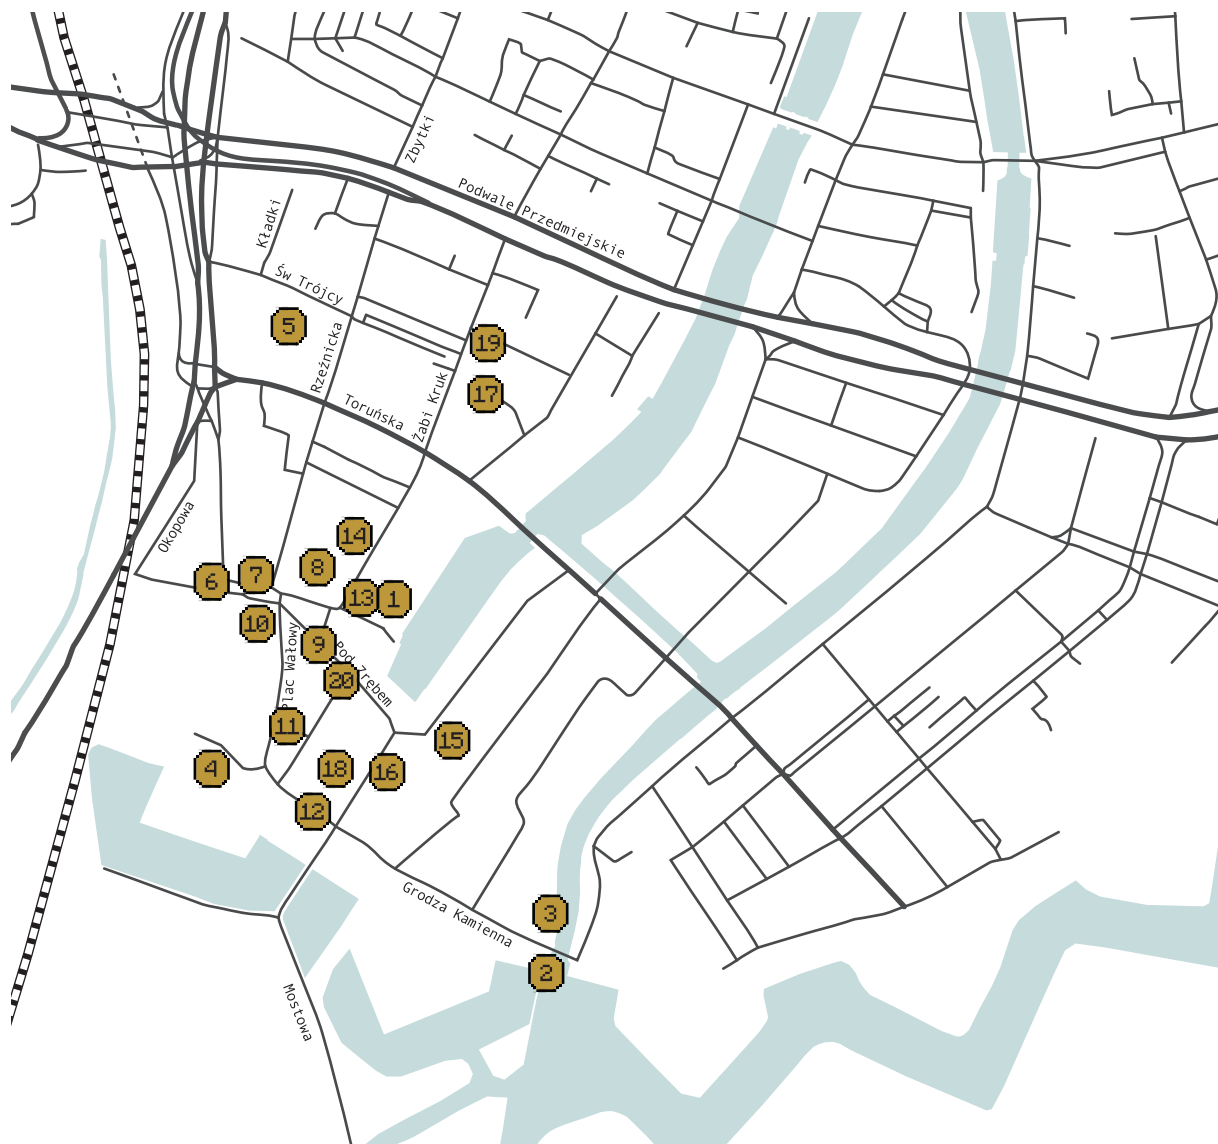 Zbytki
Podwale Przedmiejskie
Kładki
Św Trójcy
5
Rzeźnicka
19
Żabi Kruk
17
Toruńska
Okopowa
14
8
7
6
13
1
10
9
Plac Wałowy
Pod Zrębem
20
11
15
4
18
16
12
Grodza Kamienna
3
2
Mostowa